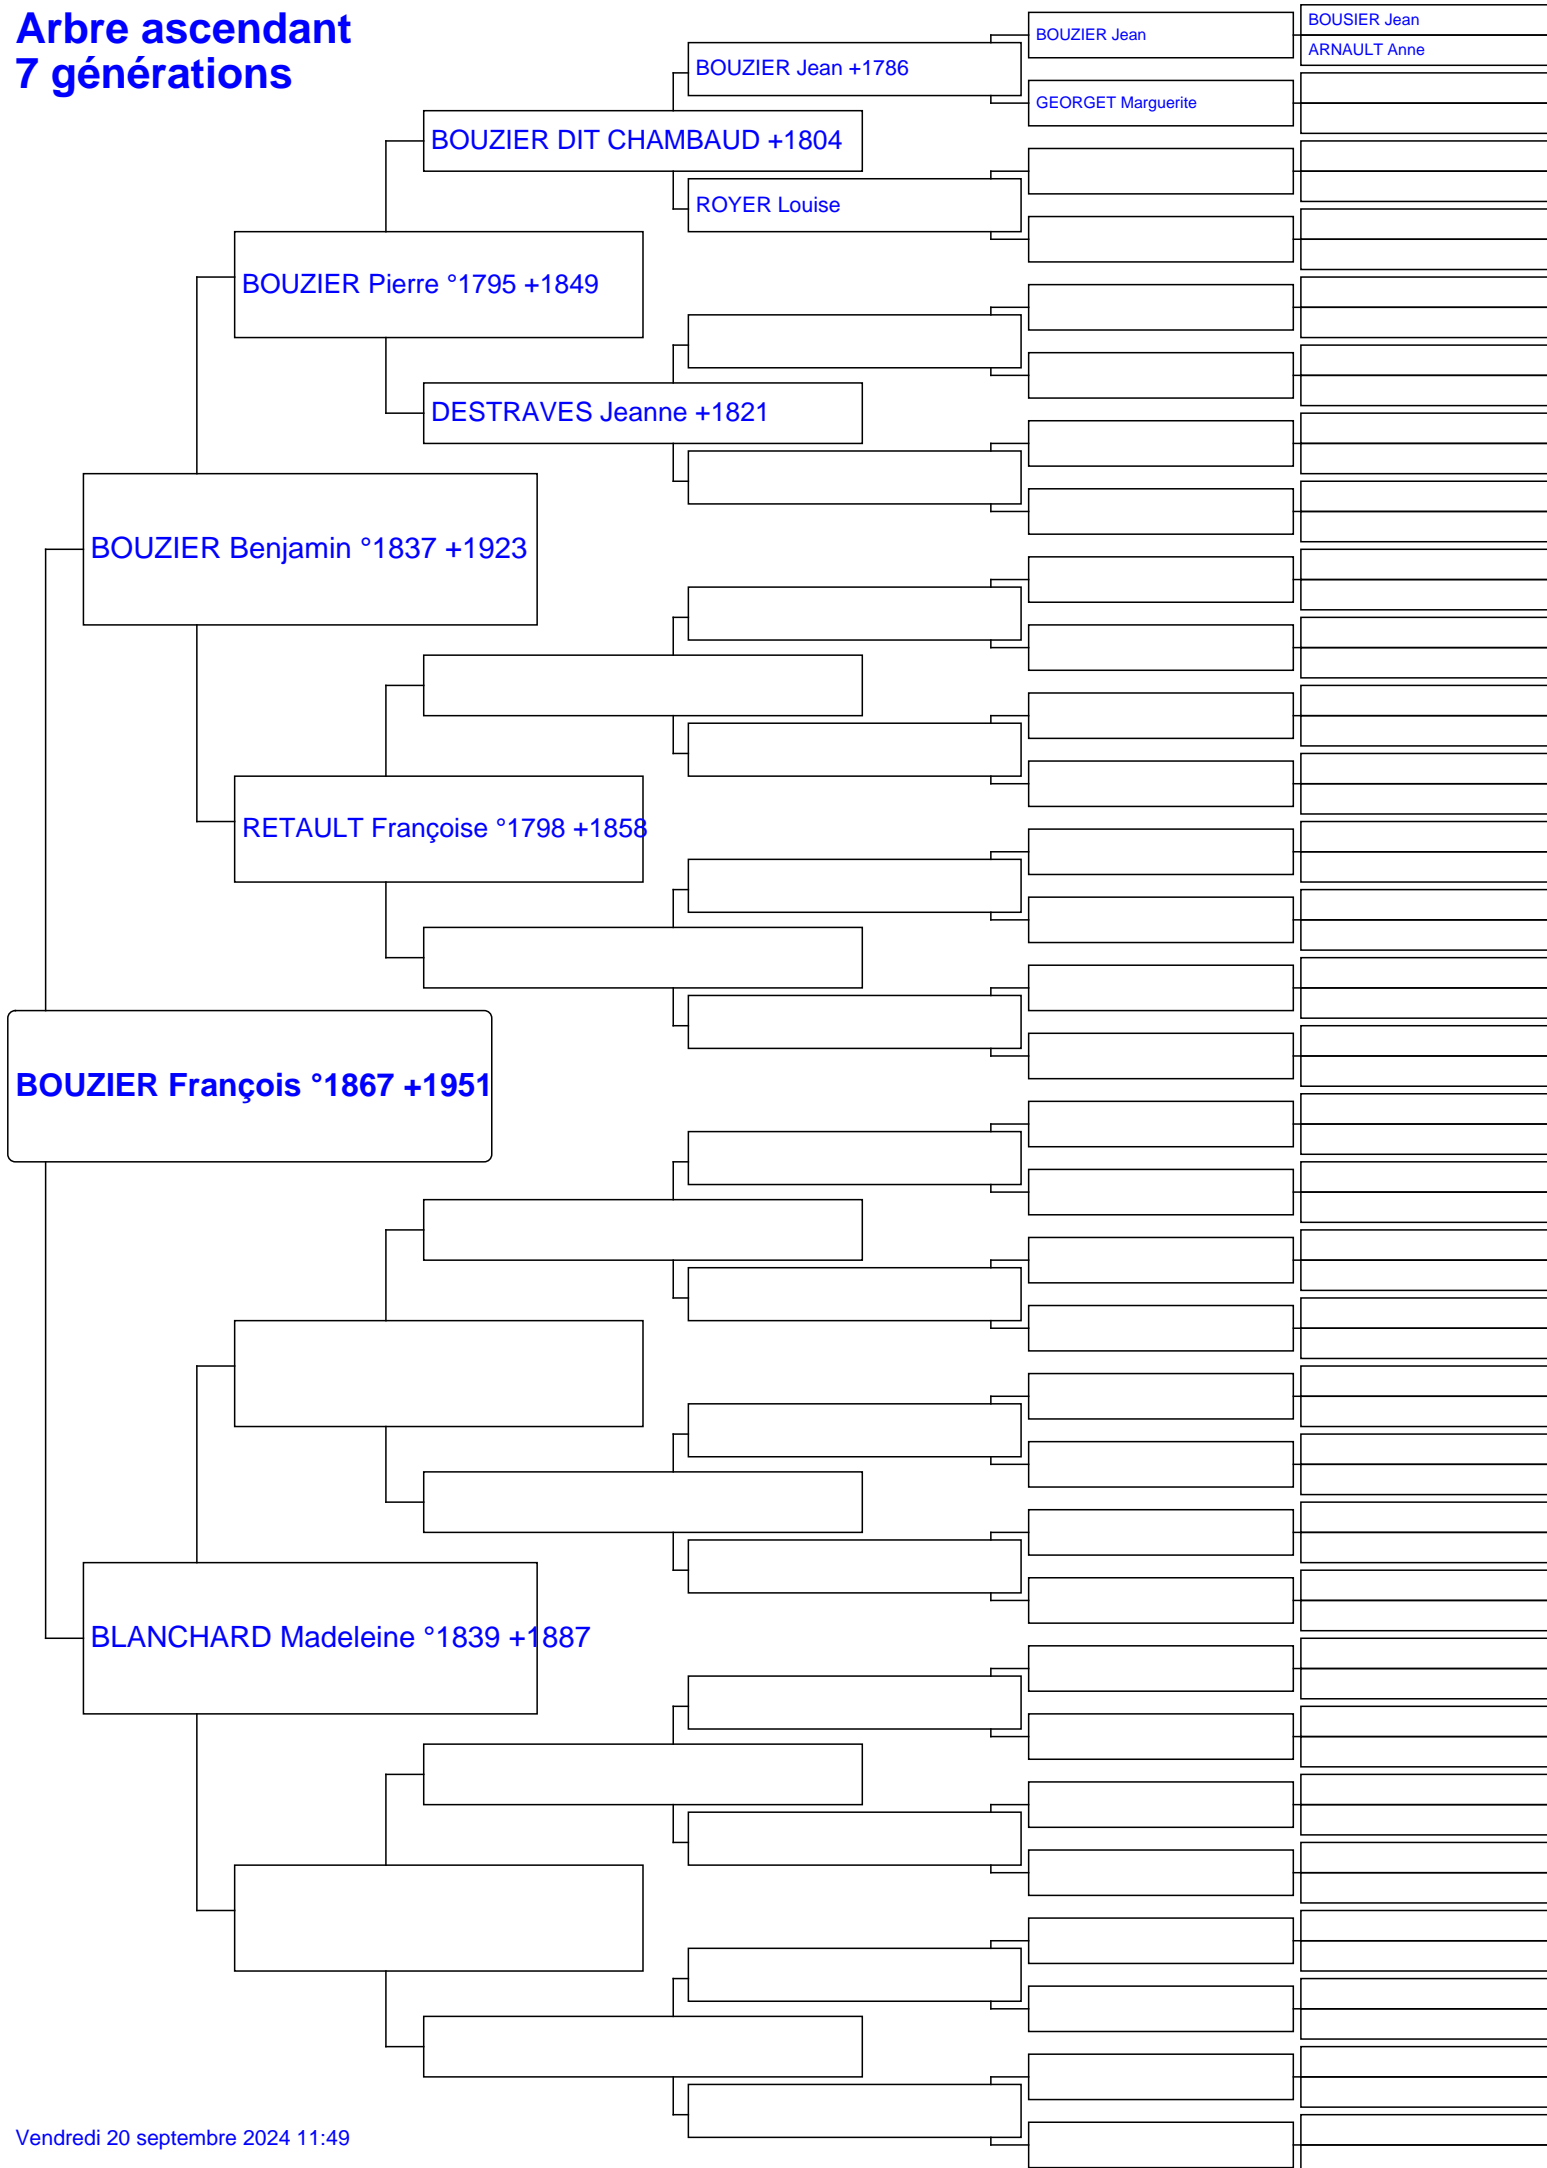 Arbre ascendant
7 générations
BOUSIER Jean
BOUZIER Jean
ARNAULT Anne
BOUZIER Jean +1786
GEORGET Marguerite
BOUZIER DIT CHAMBAUD +1804
ROYER Louise
BOUZIER Pierre °1795 +1849
DESTRAVES Jeanne +1821
BOUZIER Benjamin °1837 +1923
RETAULT Françoise °1798 +1858
BOUZIER François °1867 +1951
BLANCHARD Madeleine °1839 +1887
Vendredi 20 septembre 2024 11:49